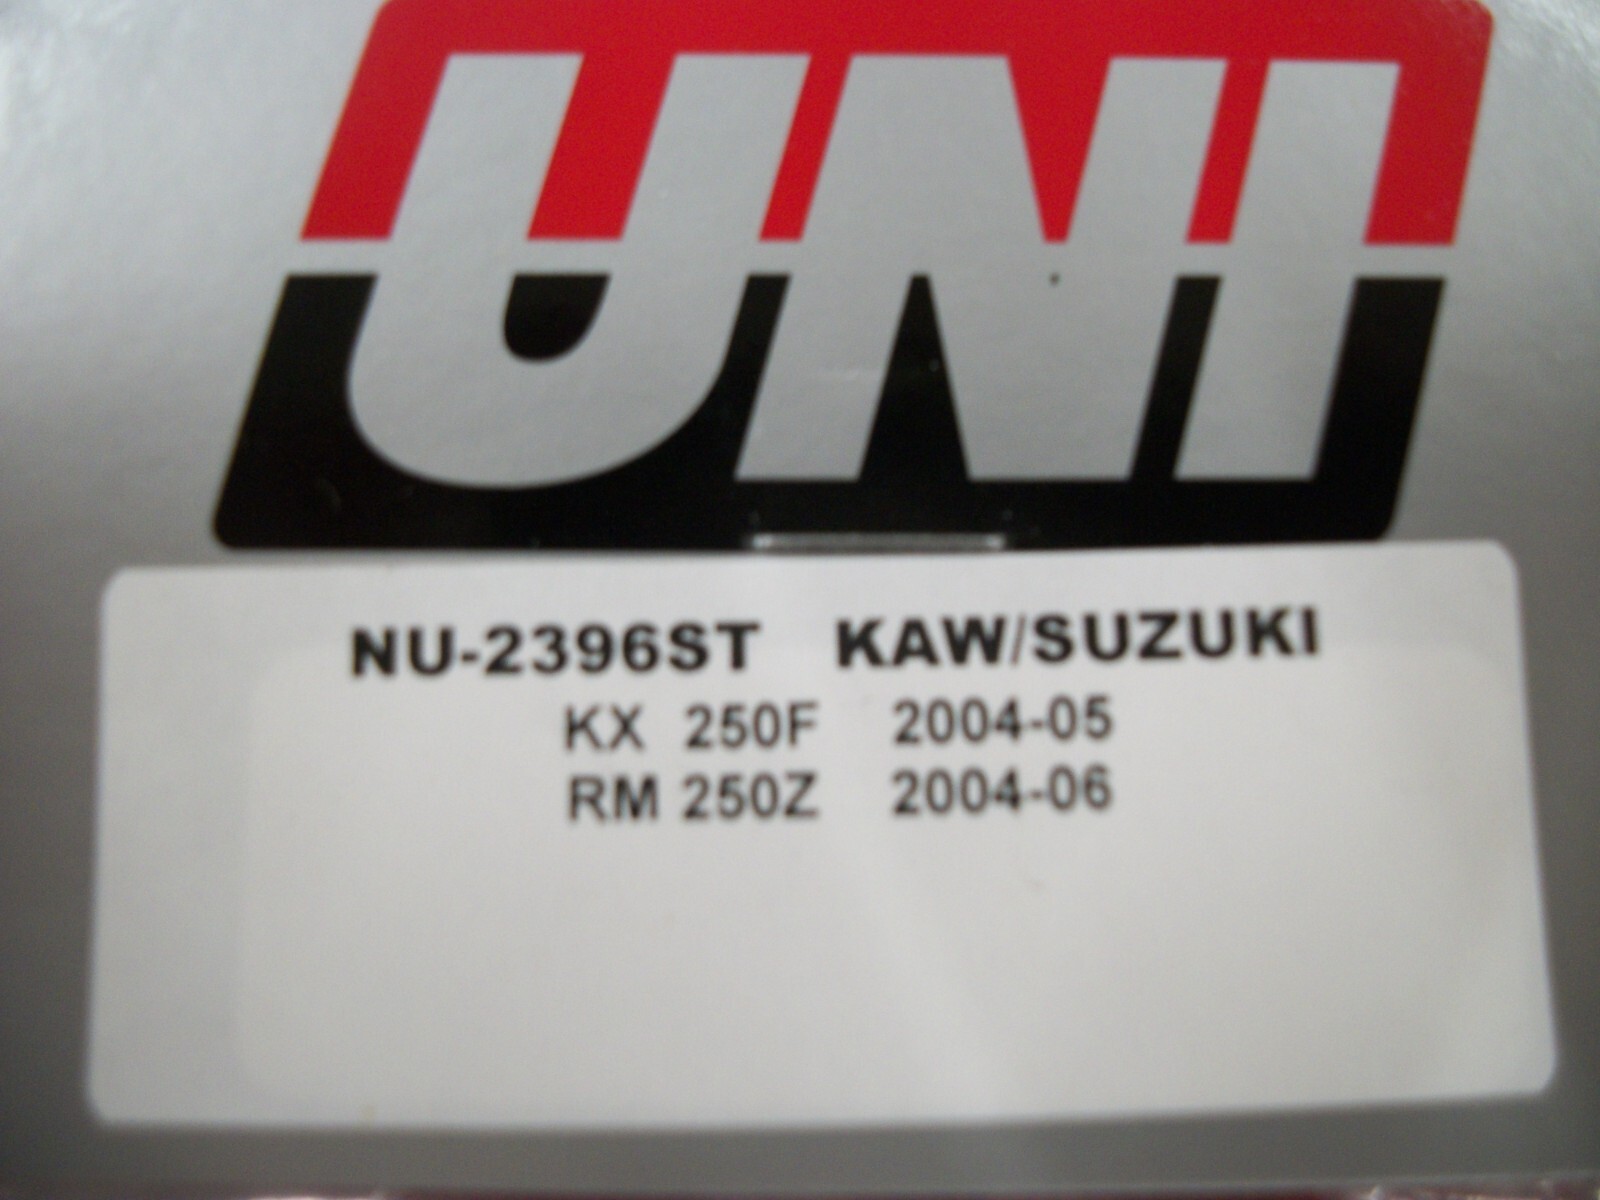 UNI
NU-2396ST KAW/SUZUKI
KX 250F 2004-05
RM 250Z 2004-06